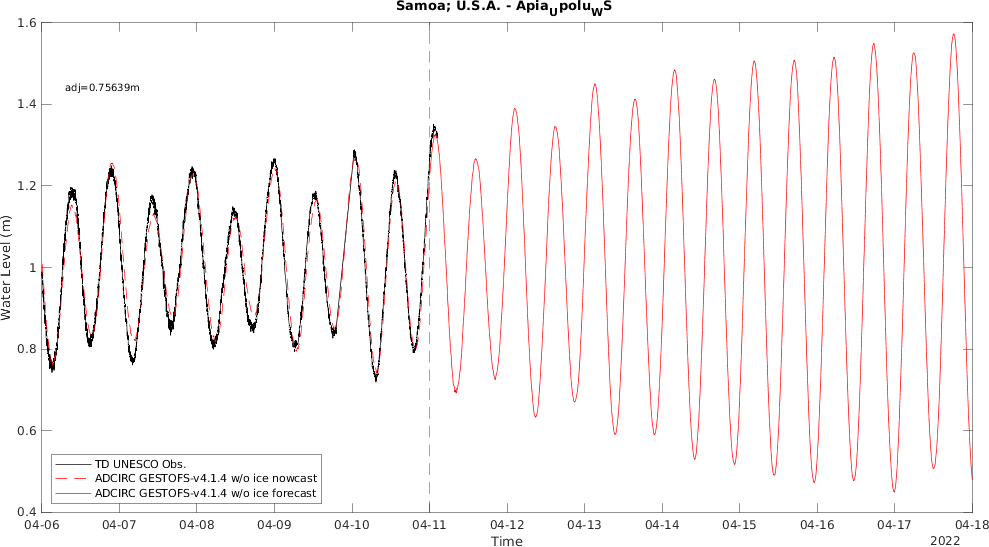 Samoa; U.S.A. - ApiaUpoluWS
1.6
adj=0.75639m
1.4
1.2
Water Level (m)
1
0.8
0.6
TD UNESCO Obs.
ADCIRC GESTOFS-v4.1.4 w/o ice nowcast
ADCIRC GESTOFS-v4.1.4 w/o ice forecast
0.4
04-06 04-07 04-08 04-09 04-10 04-11 04-12 04-13 04-14 04-15 04-16 04-17 04-18
Time
2022